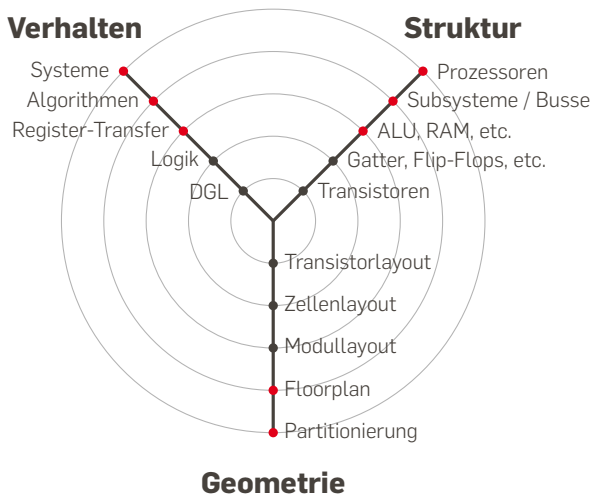 Verhalten
Struktur
Systeme
Prozessoren
Algorithmen
Subsysteme / Busse
Register-Transfer
ALU, RAM, etc.
Logik
Gatter, Flip-Flops, etc.
DGL
Transistoren
Transistorlayout
Zellenlayout
Modullayout
Floorplan
Partitionierung
Geometrie